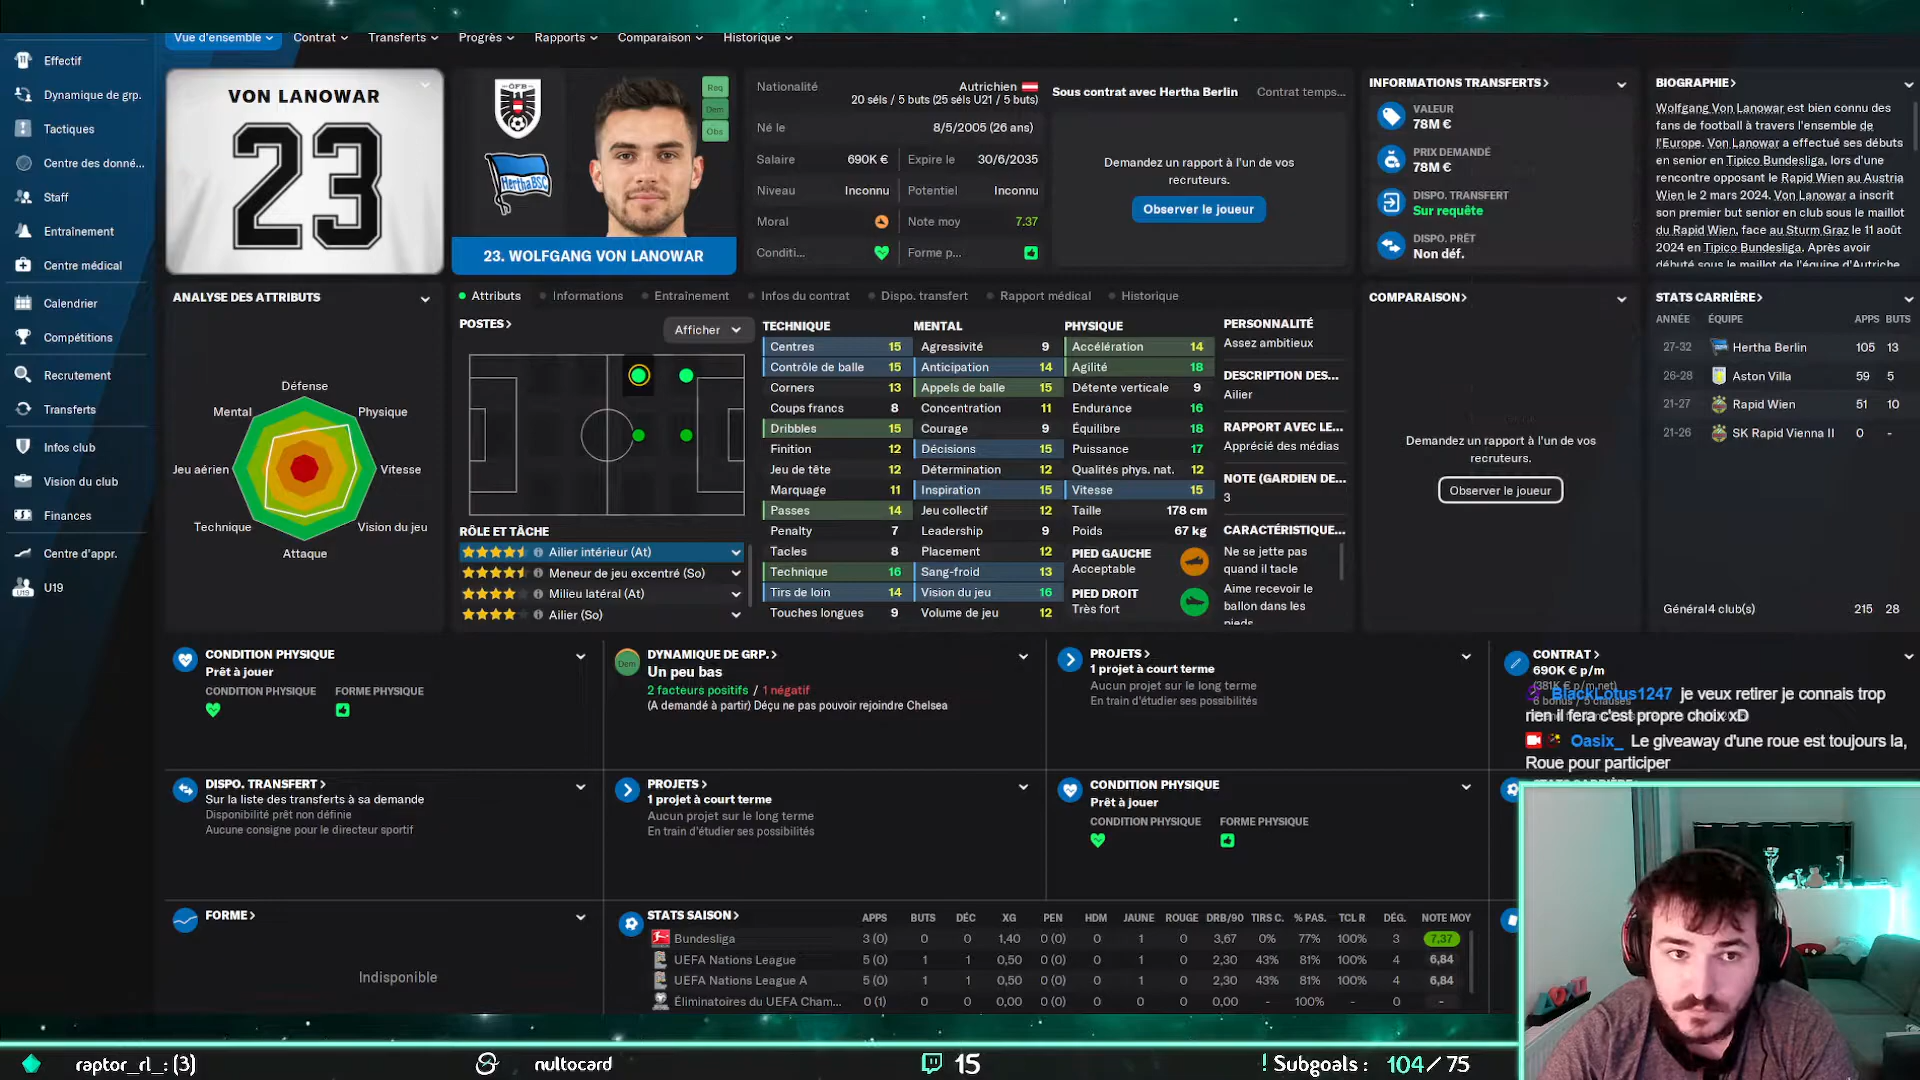 Vue d'ensemble
Contrat
Transferts
Progrès
Rapports
Comparaison
Historique
Effectif
Dynamique de grp.
Tactiques
Centre des donné...
Staff
Entraînement
Centre médical
Calendrier
Compétitions
Recrutement
Transferts
Infos club
Vision du club
Finances
Centre d'appr.
U19
VON LANOWAR
23
ÖFB
Hertha BSC
Req
Dem
Obs
23. WOLFGANG VON LANOWAR
Nationalité Autrichien
20 séls / 5 buts (25 séls U21 / 5 buts)
Né le 8/5/2005 (26 ans)
Salaire 690K € Expire le 30/6/2035
Niveau Inconnu Potentiel Inconnu
Moral Note moy 7.37
Conditi... Forme p...
Sous contrat avec Hertha Berlin Contrat temps...
Demandez un rapport à l'un de vos
recruteurs.
Observer le joueur
INFORMATIONS TRANSFERTS>
VALEUR
78M €
PRIX DEMANDÉ
78M €
DISPO. TRANSFERT
Sur requête
DISPO. PRÊT
Non déf.
BIOGRAPHIE>
Wolfgang Von Lanowar est bien connu des
fans de football à travers l'ensemble de
l'Europe. Von Lanowar a effectué ses débuts
en senior en Tipico Bundesliga, lors d'une
rencontre opposant le Rapid Wien au Austria
Wien le 2 mars 2024. Von Lanowar a inscrit
son premier but senior en club sous le maillot
du Rapid Wien, face au Sturm Graz le 11 août
2024 en Tipico Bundesliga. Après avoir
débuté sous le maillot de l'équipe d'Autriche
ANALYSE DES ATTRIBUTS
Défense
Mental
Physique
Jeu aérien
Vitesse
Technique
Vision du jeu
Attaque
Attributs
Informations
Entraînement
Infos du contrat
Dispo. transfert
Rapport médical
Historique
POSTES>
Afficher
RÔLE ET TÂCHE
Ailier intérieur (At)
Meneur de jeu excentré (So)
Milieu latéral (At)
Ailier (So)
TECHNIQUE
Centres 15
Contrôle de balle 15
Corners 13
Coups francs 8
Dribbles 15
Finition 12
Jeu de tête 12
Marquage 11
Passes 14
Penalty 7
Tacles 8
Technique 16
Tirs de loin 14
Touches longues 9
MENTAL
Agressivité 9
Anticipation 14
Appels de balle 15
Concentration 11
Courage 9
Décisions 15
Détermination 12
Inspiration 15
Jeu collectif 12
Leadership 9
Placement 12
Sang-froid 13
Vision du jeu 16
Volume de jeu 12
PHYSIQUE
Accélération 14
Agilité 18
Détente verticale 9
Endurance 16
Équilibre 18
Puissance 17
Qualités phys. nat. 12
Vitesse 15
Taille 178 cm
Poids 67 kg
PIED GAUCHE
Acceptable
PIED DROIT
Très fort
PERSONNALITÉ
Assez ambitieux
DESCRIPTION DES...
Ailier
RAPPORT AVEC LE...
Apprécié des médias
NOTE (GARDIEN DE...
3
CARACTÉRISTIQUE...
Ne se jette pas
quand il tacle
Aime recevoir le
ballon dans les
pieds
COMPARAISON>
Demandez un rapport à l'un de vos
recruteurs.
Observer le joueur
STATS CARRIÈRE>
ANNÉE ÉQUIPE APPS BUTS
27-32 Hertha Berlin 105 13
26-28 Aston Villa 59 5
21-27 Rapid Wien 51 10
21-26 SK Rapid Vienna II 0 -
Général4 club(s) 215 28
CONDITION PHYSIQUE
Prêt à jouer
CONDITION PHYSIQUE FORME PHYSIQUE
Dem
DYNAMIQUE DE GRP.>
Un peu bas
2 facteurs positifs / 1 négatif
(A demandé à partir) Déçu ne pas pouvoir rejoindre Chelsea
PROJETS>
1 projet à court terme
Aucun projet sur le long terme
En train d'étudier ses possibilités
CONTRAT>
690K € p/m
(381K € p/m net)
6 bonus / 5 clauses
BlackLotus1247 je veux retirer je connais trop
rien il fera c'est propre choix xD
Oasix_ Le giveaway d'une roue est toujours la,
Roue pour participer
DISPO. TRANSFERT>
Sur la liste des transferts à sa demande
Disponibilité prêt non définie
Aucune consigne pour le directeur sportif
PROJETS>
1 projet à court terme
Aucun projet sur le long terme
En train d'étudier ses possibilités
CONDITION PHYSIQUE
Prêt à jouer
CONDITION PHYSIQUE FORME PHYSIQUE
FORME>
Indisponible
STATS SAISON> APPS BUTS DÉC XG PEN HDM JAUNE ROUGE DRB/90 TIRS C. % PAS. TCL R DÉG. NOTE MOY
Bundesliga 3 (0) 0 0 1,40 0 (0) 0 1 0 3,67 0% 77% 100% 3 7,37
UEFA Nations League 5 (0) 1 1 0,50 0 (0) 0 1 0 2,30 43% 81% 100% 4 6,84
UEFA Nations League A 5 (0) 1 1 0,50 0 (0) 0 1 0 2,30 43% 81% 100% 4 6,84
Éliminatoires du UEFA Cham... 0 (1) 0 0 0,00 0 (0) 0 0 0 0,00 - 100% - 0 -
raptor_rl_: (3)
nultocard
15
! Subgoals : 104 / 75